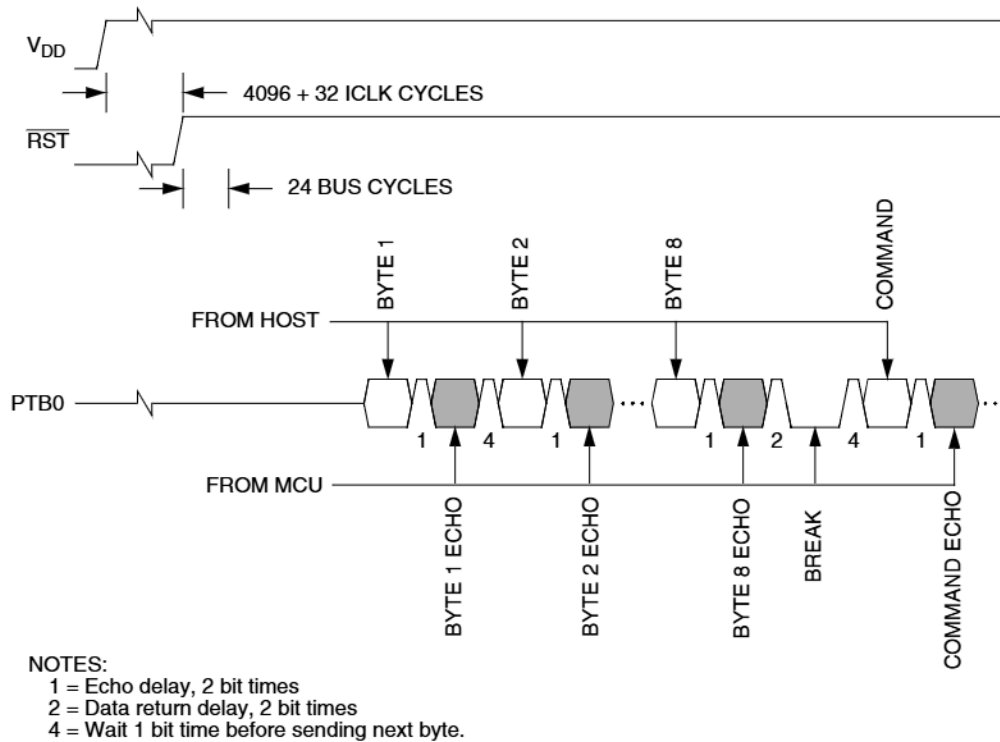 VDD
4096 + 32 ICLK CYCLES
RST
24 BUS CYCLES
BYTE 1
BYTE 2
BYTE 8
COMMAND
FROM HOST
PTB0
1
4
1
1
2
4
1
FROM MCU
BYTE 1 ECHO
BYTE 2 ECHO
BYTE 8 ECHO
BREAK
COMMAND ECHO
NOTES:
1 = Echo delay, 2 bit times
2 = Data return delay, 2 bit times
4 = Wait 1 bit time before sending next byte.